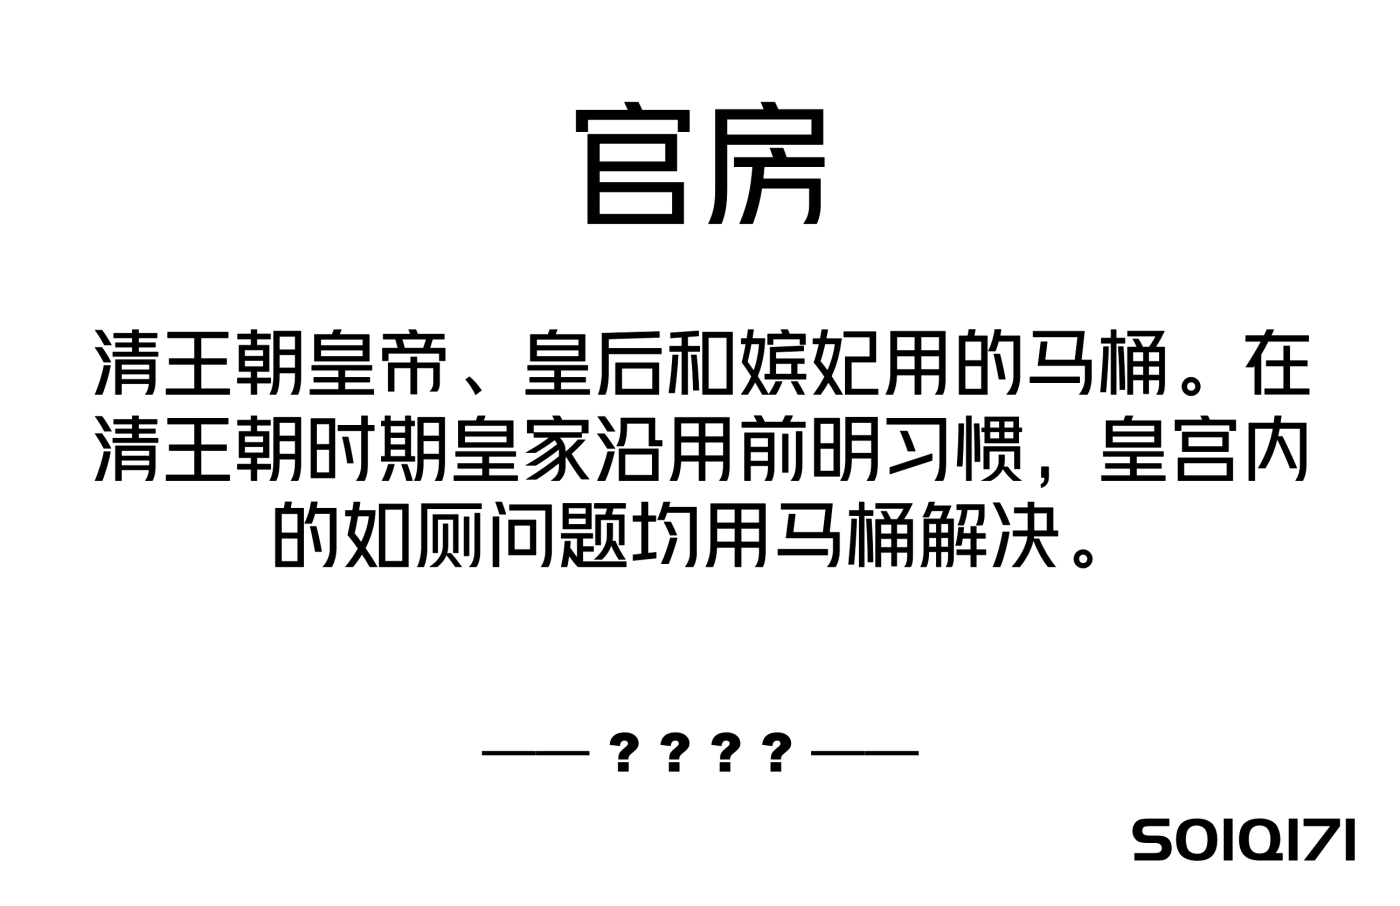 官房
清王朝皇帝、皇后和嫔妃用的马桶。在
清王朝时期皇家沿用前明习惯，皇宫内
的如厕问题均用马桶解决。
——？？？？——
SOIQI71